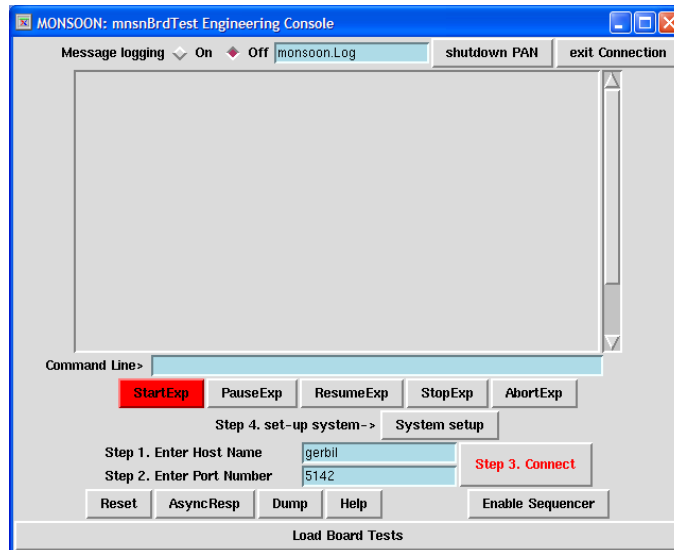 MONSOON: mnsnBrdTest Engineering Console
Message logging On Off monsoon.Log shutdown PAN exit Connection
Command Line>
StartExp PauseExp ResumeExp StopExp AbortExp
Step 4. set-up system-> System setup
Step 1. Enter Host Name gerbil
Step 2. Enter Port Number 5142
Step 3. Connect
Reset AsyncResp Dump Help Enable Sequencer
Load Board Tests